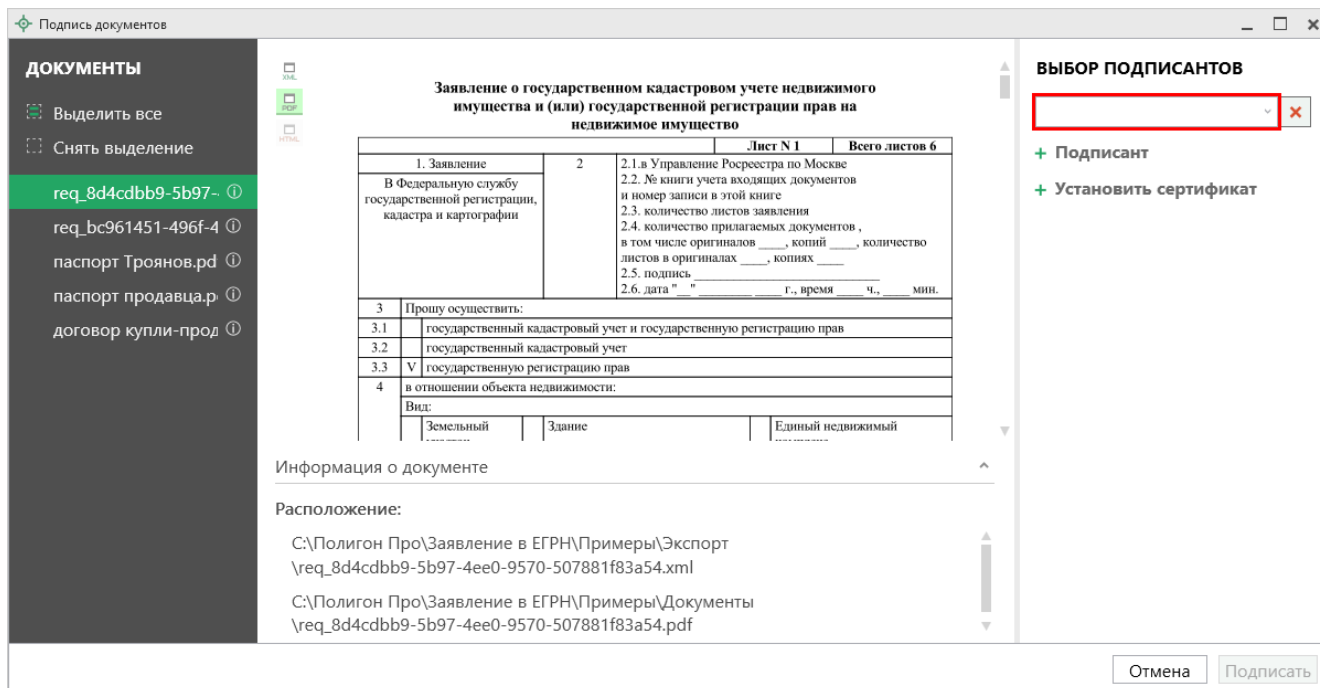 Подпись документов
ДОКУМЕНТЫ
Выделить все
Снять выделение
req_8d4cdbb9-5b97-
req_bc961451-496f-4
паспорт Троянов.pd
паспорт продавца.p
договор купли-прод
XML
PDF
HTML
Заявление о государственном кадастровом учете недвижимого
имущества и (или) государственной регистрации прав на
недвижимое имущество
Лист N 1 Всего листов 6
1. Заявление
В Федеральную службу
государственной регистрации,
кадастра и картографии
2
2.1.в Управление Росреестра по Москве
2.2. № книги учета входящих документов
и номер записи в этой книге
2.3. количество листов заявления
2.4. количество прилагаемых документов ,
в том числе оригиналов ____, копий ____, количество
листов в оригиналах ____, копиях ____
2.5. подпись ____________________________
2.6. дата "__" ________ ____ г., время ____ ч., ____ мин.
3 Прошу осуществить:
3.1 государственный кадастровый учет и государственную регистрацию прав
3.2 государственный кадастровый учет
3.3 V государственную регистрацию прав
4 в отношении объекта недвижимости:
Вид:
Земельный Здание Единый недвижимый
Информация о документе
Расположение:
C:\Полигон Про\Заявление в ЕГРН\Примеры\Экспорт
\req_8d4cdbb9-5b97-4ee0-9570-507881f83a54.xml
C:\Полигон Про\Заявление в ЕГРН\Примеры\Документы
\req_8d4cdbb9-5b97-4ee0-9570-507881f83a54.pdf
ВЫБОР ПОДПИСАНТОВ
+ Подписант
+ Установить сертификат
Отмена
Подписать